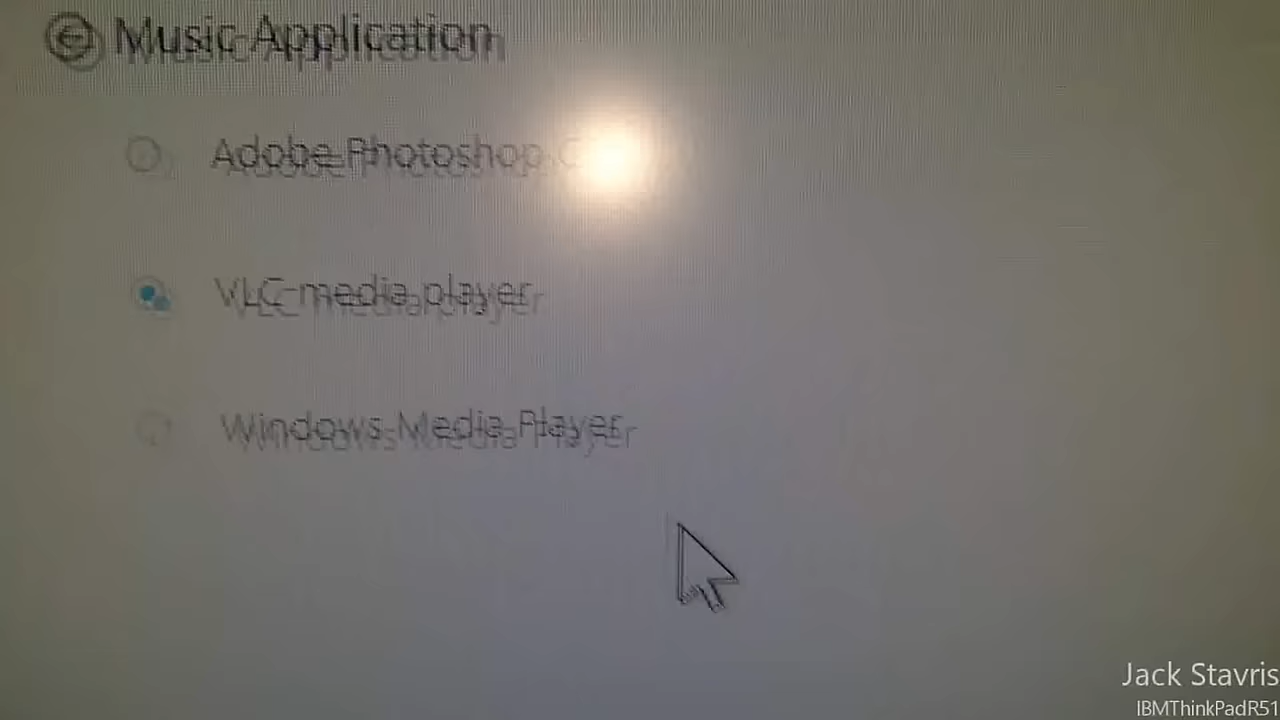 Music Application
Adobe Photoshop C
VLC media player
Windows Media Player
Jack Stavris
IBMThinkPadR51